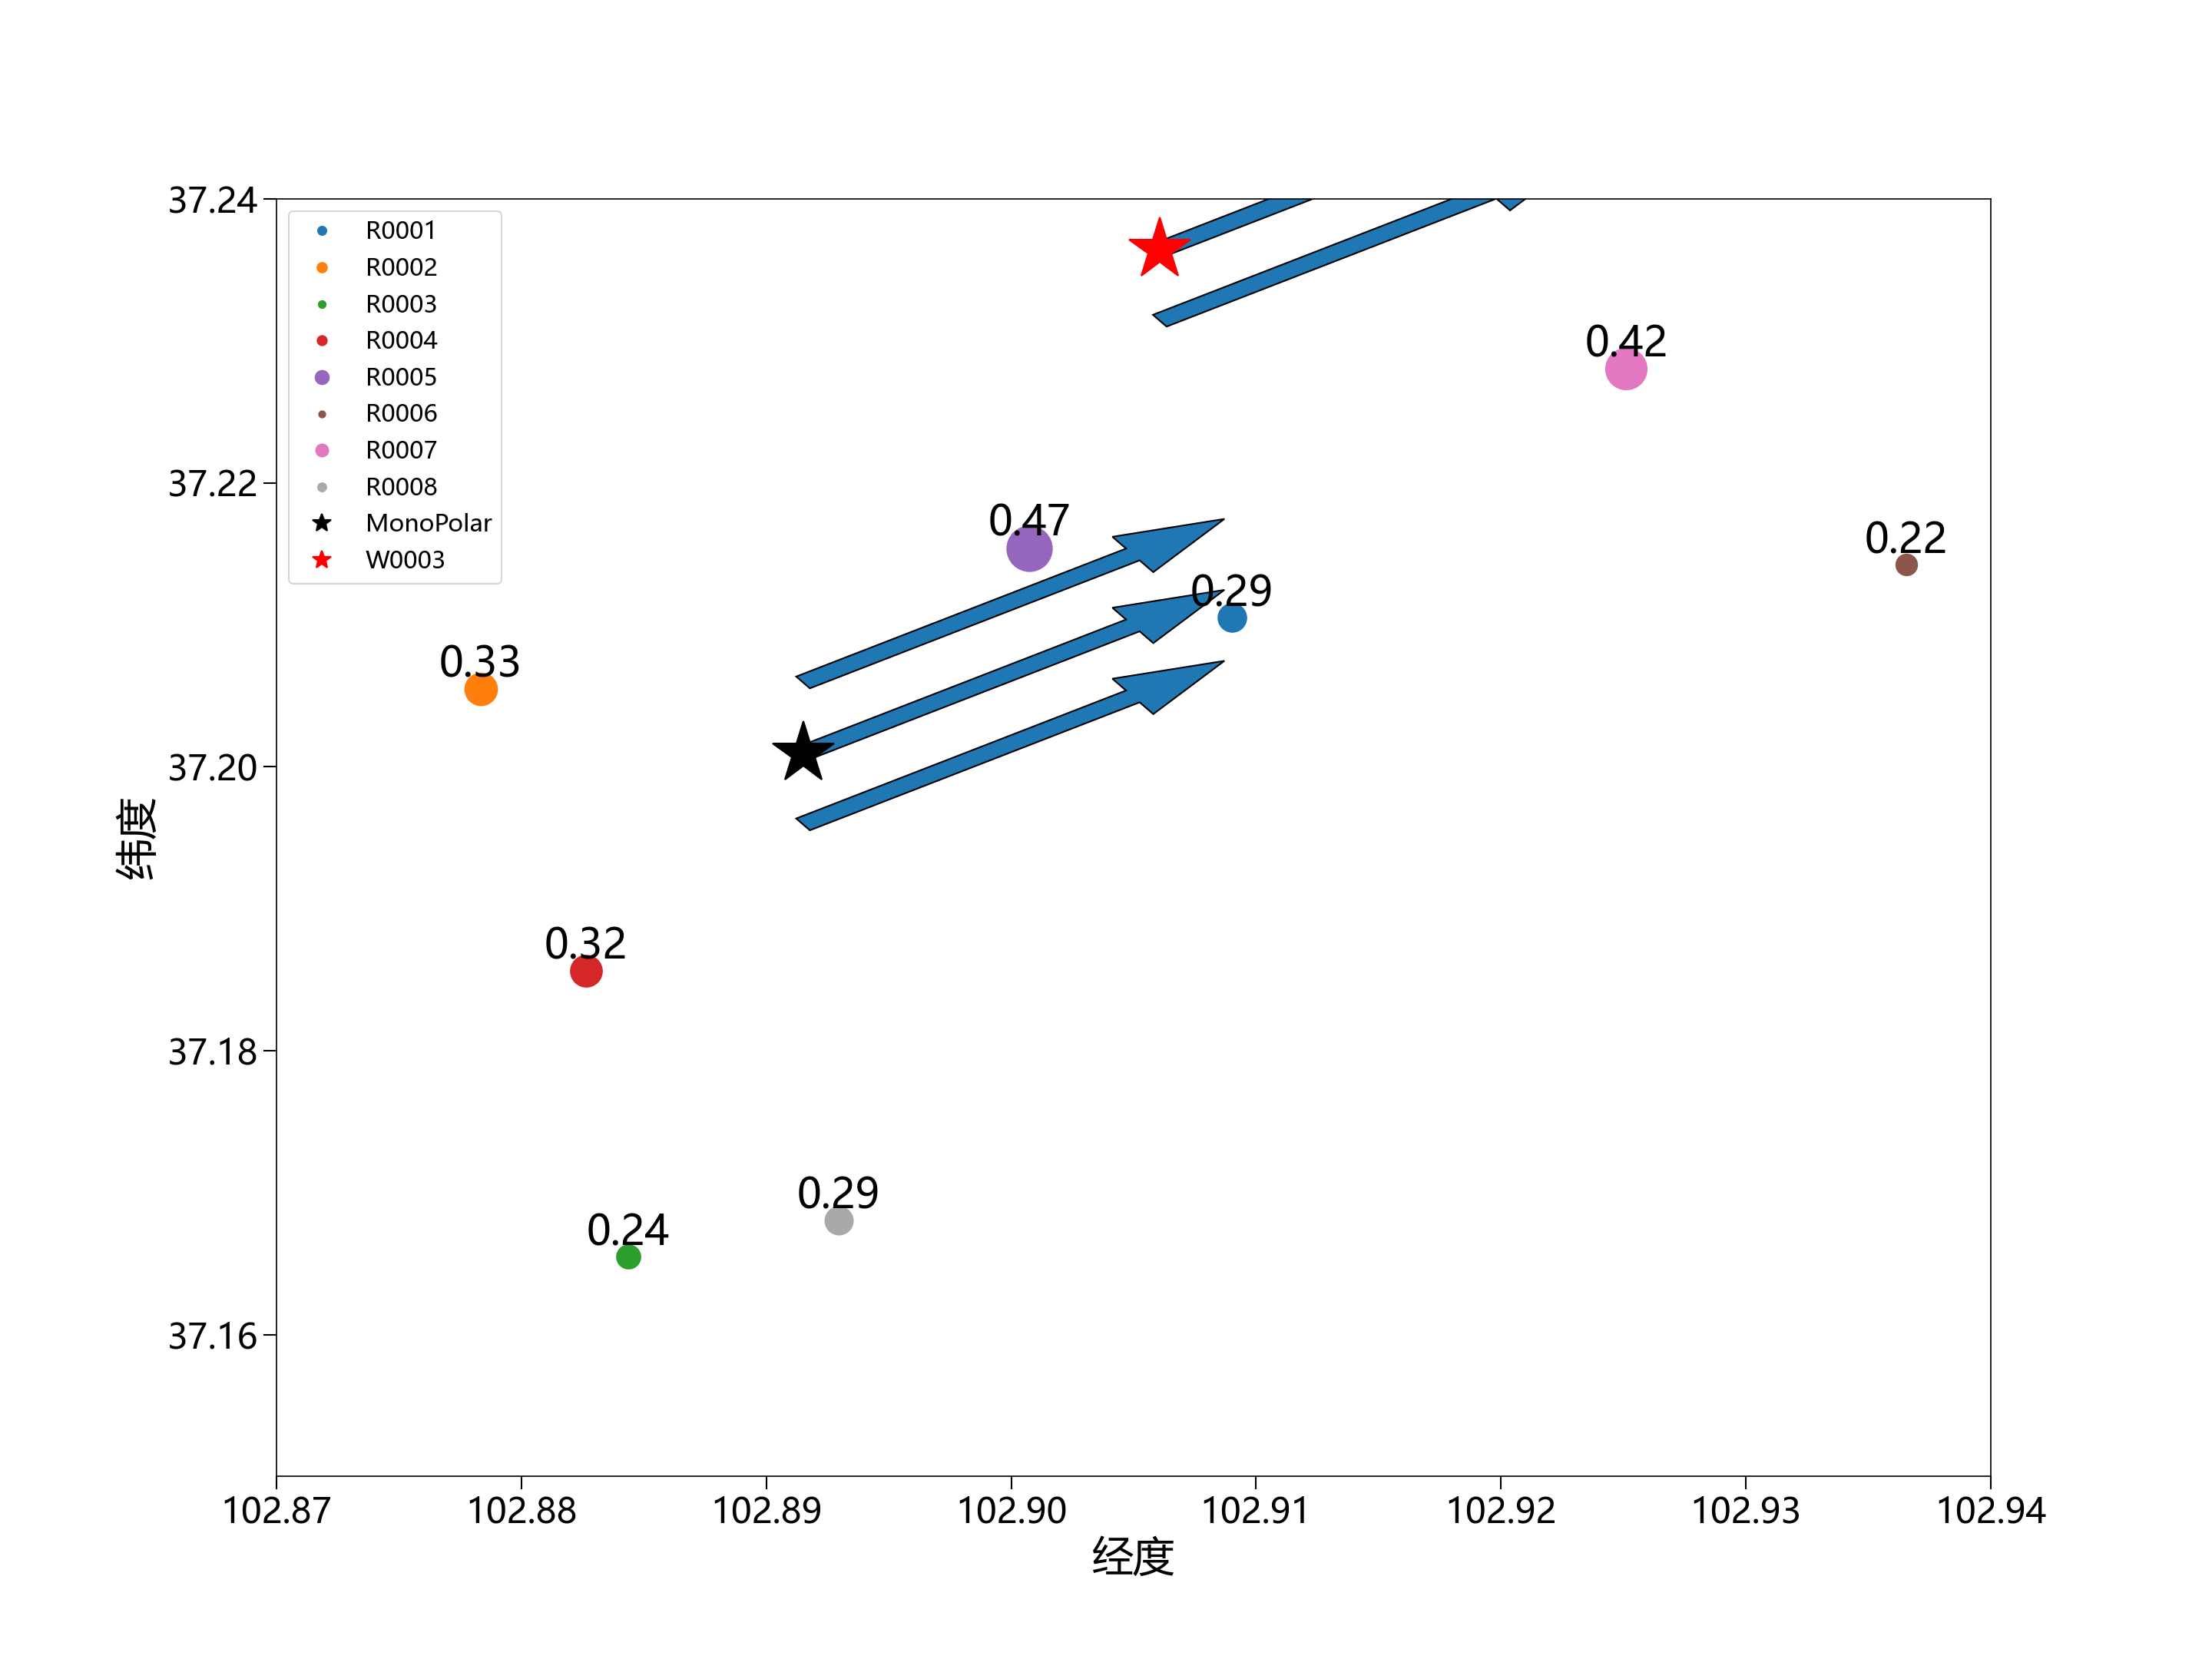 37.24
37.22
37.20
37.18
37.16
纬度
R0001
R0002
R0003
R0004
R0005
R0006
R0007
R0008
MonoPolar
W0003
0.42
0.47
0.22
0.29
0.33
0.32
0.29
0.24
102.87 102.88 102.89 102.90 102.91 102.92 102.93 102.94
经度